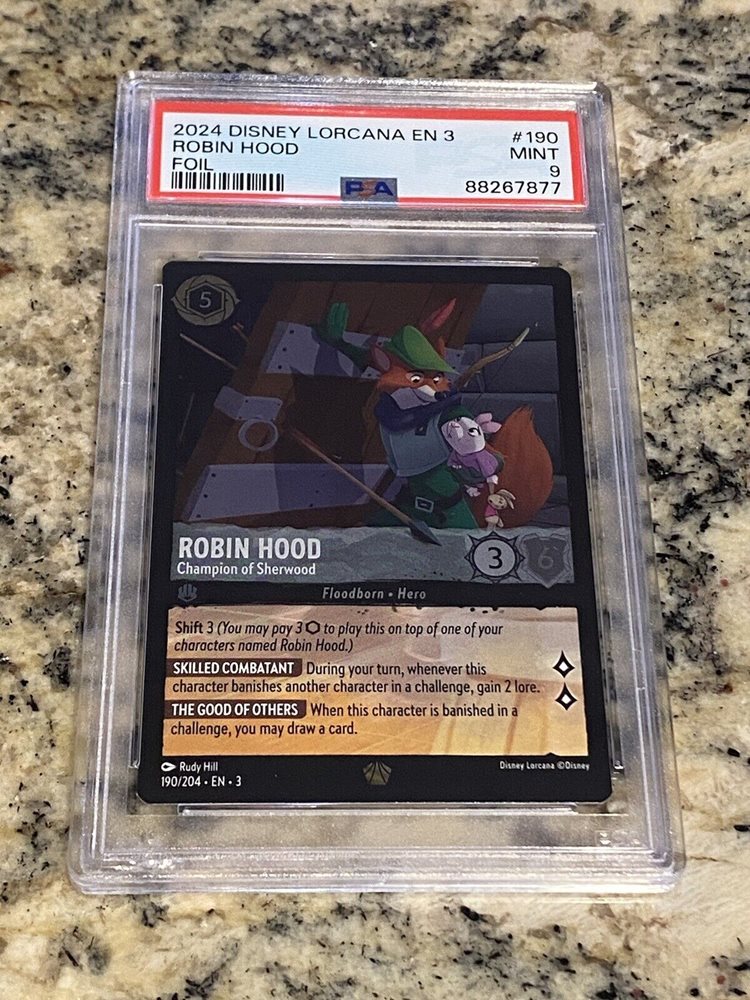 2024 DISNEY LORCANA EN 3 #190
ROBIN HOOD MINT
FOIL 9
PSA 88267877
5
ROBIN HOOD
Champion of Sherwood
3 6
Floodborn • Hero
Shift 3 (You may pay 3 to play this on top of one of your
characters named Robin Hood.)
SKILLED COMBATANT During your turn, whenever this
character banishes another character in a challenge, gain 2 lore.
THE GOOD OF OTHERS When this character is banished in a
challenge, you may draw a card.
Rudy Hill
Disney Lorcana ©Disney
190/204 • EN • 3